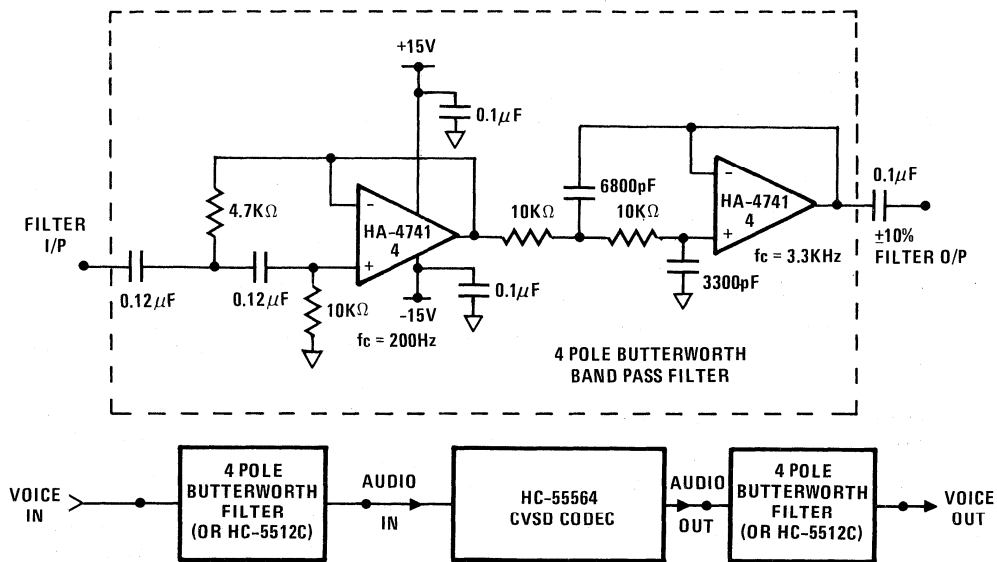 +15V
0.1µF
4.7KΩ
-
HA-4741
4
+
FILTER
I/P
0.12µF
0.12µF
10KΩ
-15V
0.1µF
fc = 200Hz
10KΩ
6800pF
10KΩ
3300pF
-
HA-4741
4
+
fc = 3.3KHz
0.1µF
±10%
FILTER O/P
4 POLE BUTTERWORTH
BAND PASS FILTER
VOICE
IN
4 POLE
BUTTERWORTH
FILTER
(OR HC-5512C)
AUDIO
IN
HC-55564
CVSD CODEC
AUDIO
OUT
4 POLE
BUTTERWORTH
FILTER
(OR HC-5512C)
VOICE
OUT